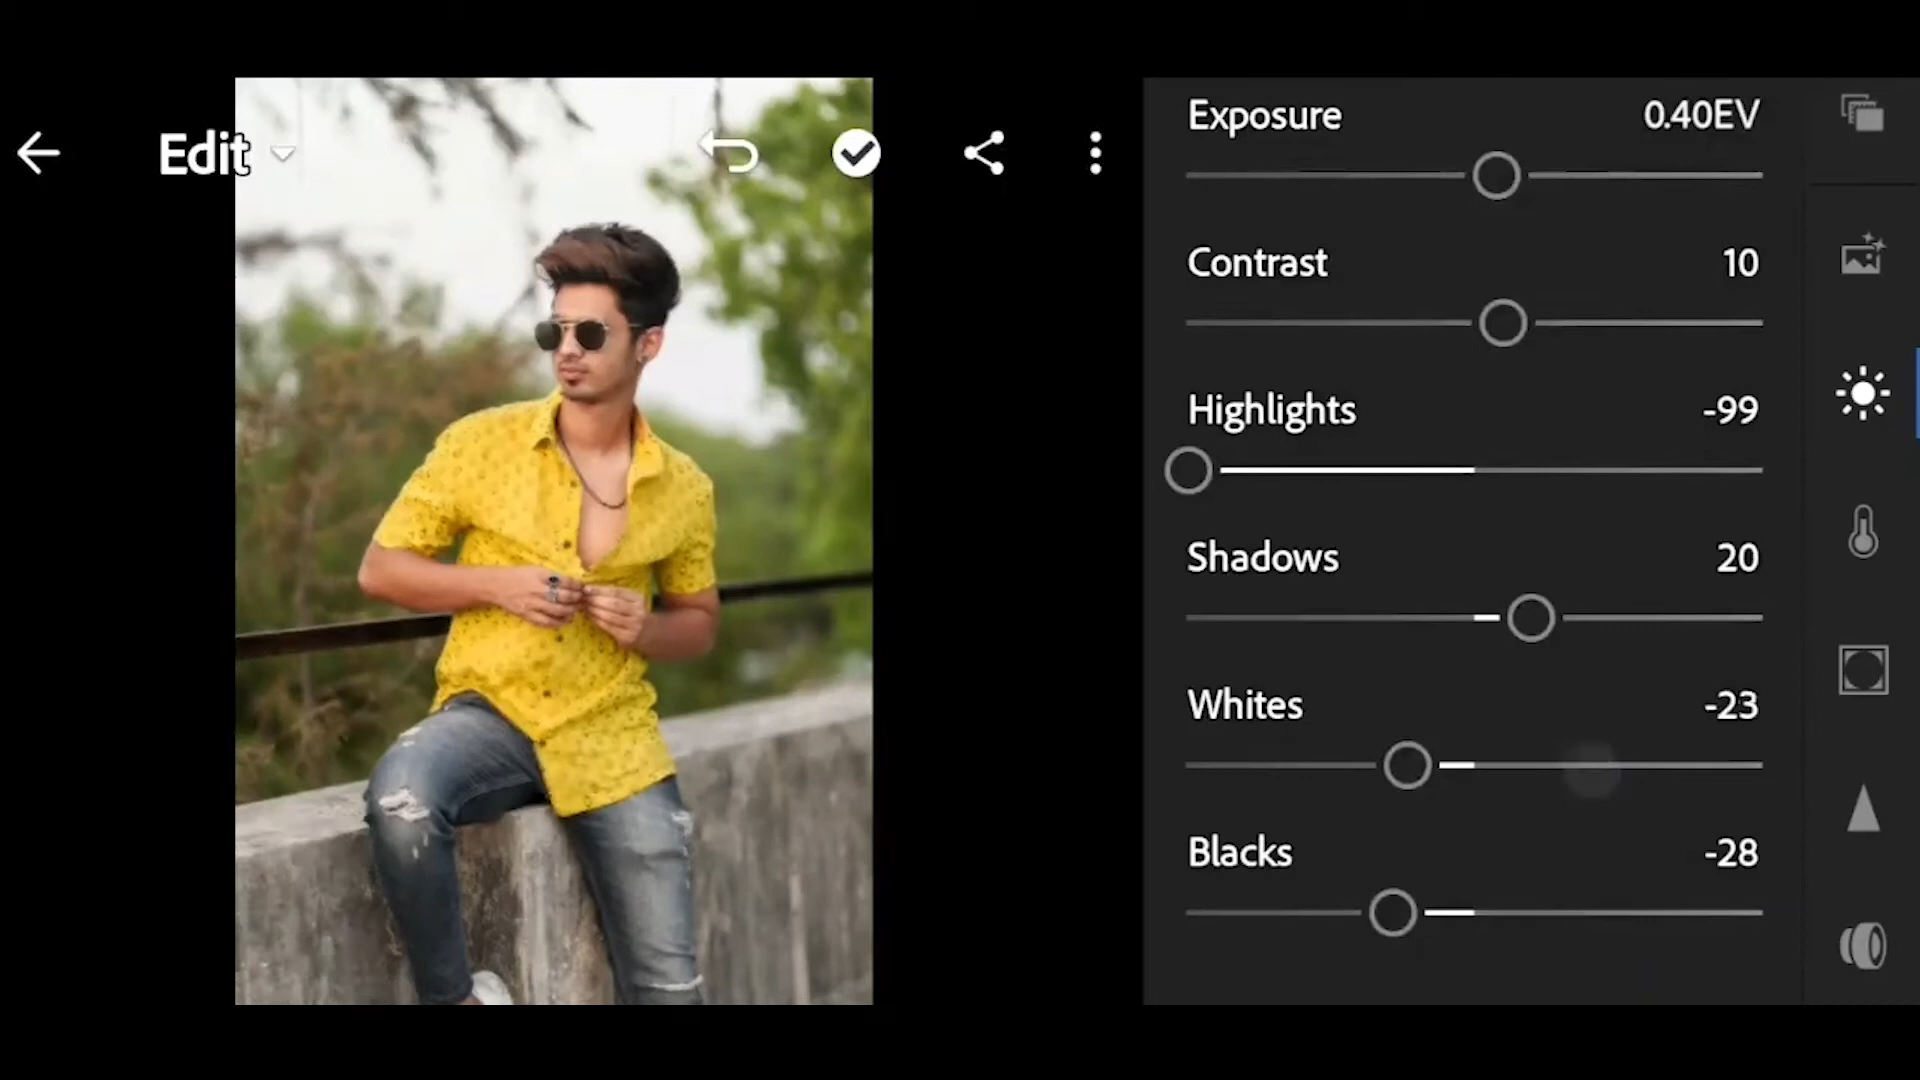 Edit
Exposure 0.40EV
Contrast 10
Highlights -99
Shadows 20
Whites -23
Blacks -28